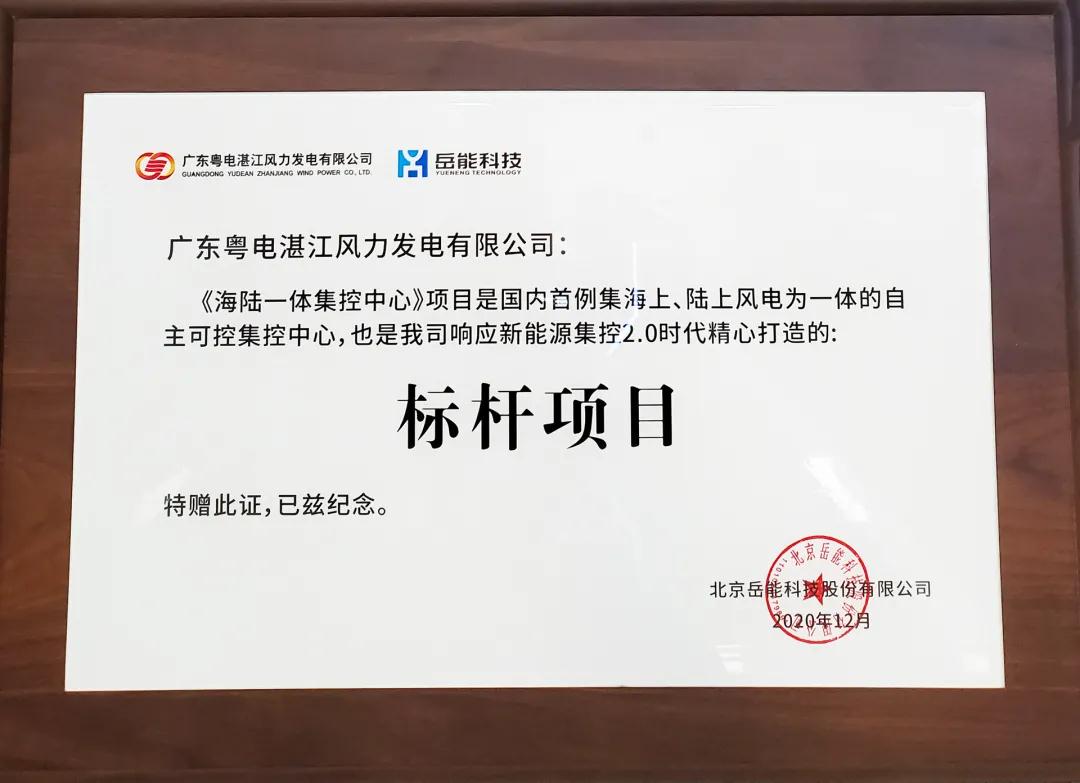 广东粤电湛江风力发电有限公司
GUANGDONG YUDEAN ZHANJIANG WIND POWER CO., LTD.
岳能科技
YUENENG TECHNOLOGY
广东粤电湛江风力发电有限公司：
《海陆一体集控中心》项目是国内首例集海上、陆上风电为一体的自
主可控集控中心，也是我司响应新能源集控2.0时代精心打造的：
标杆项目
特赠此证，已兹纪念。
北京岳能科技股份有限公司
2020年12月
北京岳能科技股份有限公司